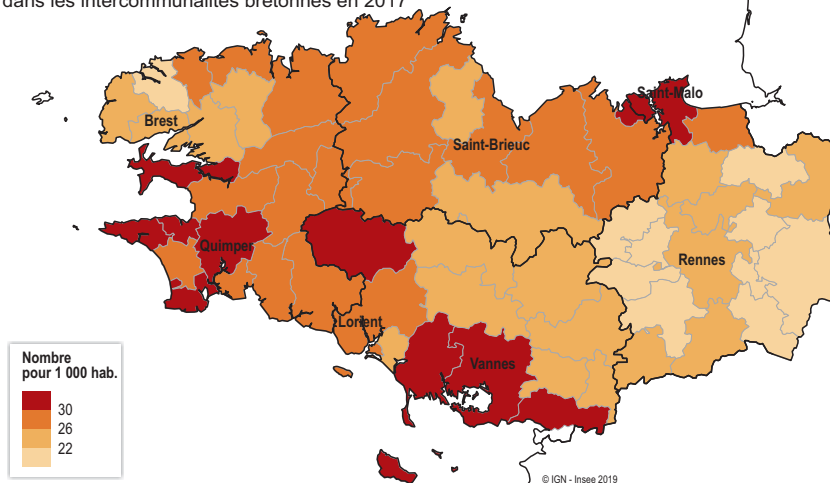 dans les intercommunalités bretonnes en 2017
Saint-Malo
Brest
Saint-Brieuc
Quimper
Rennes
Lorient
Vannes
Nombre
pour 1 000 hab.
30
26
22
© IGN - Insee 2019